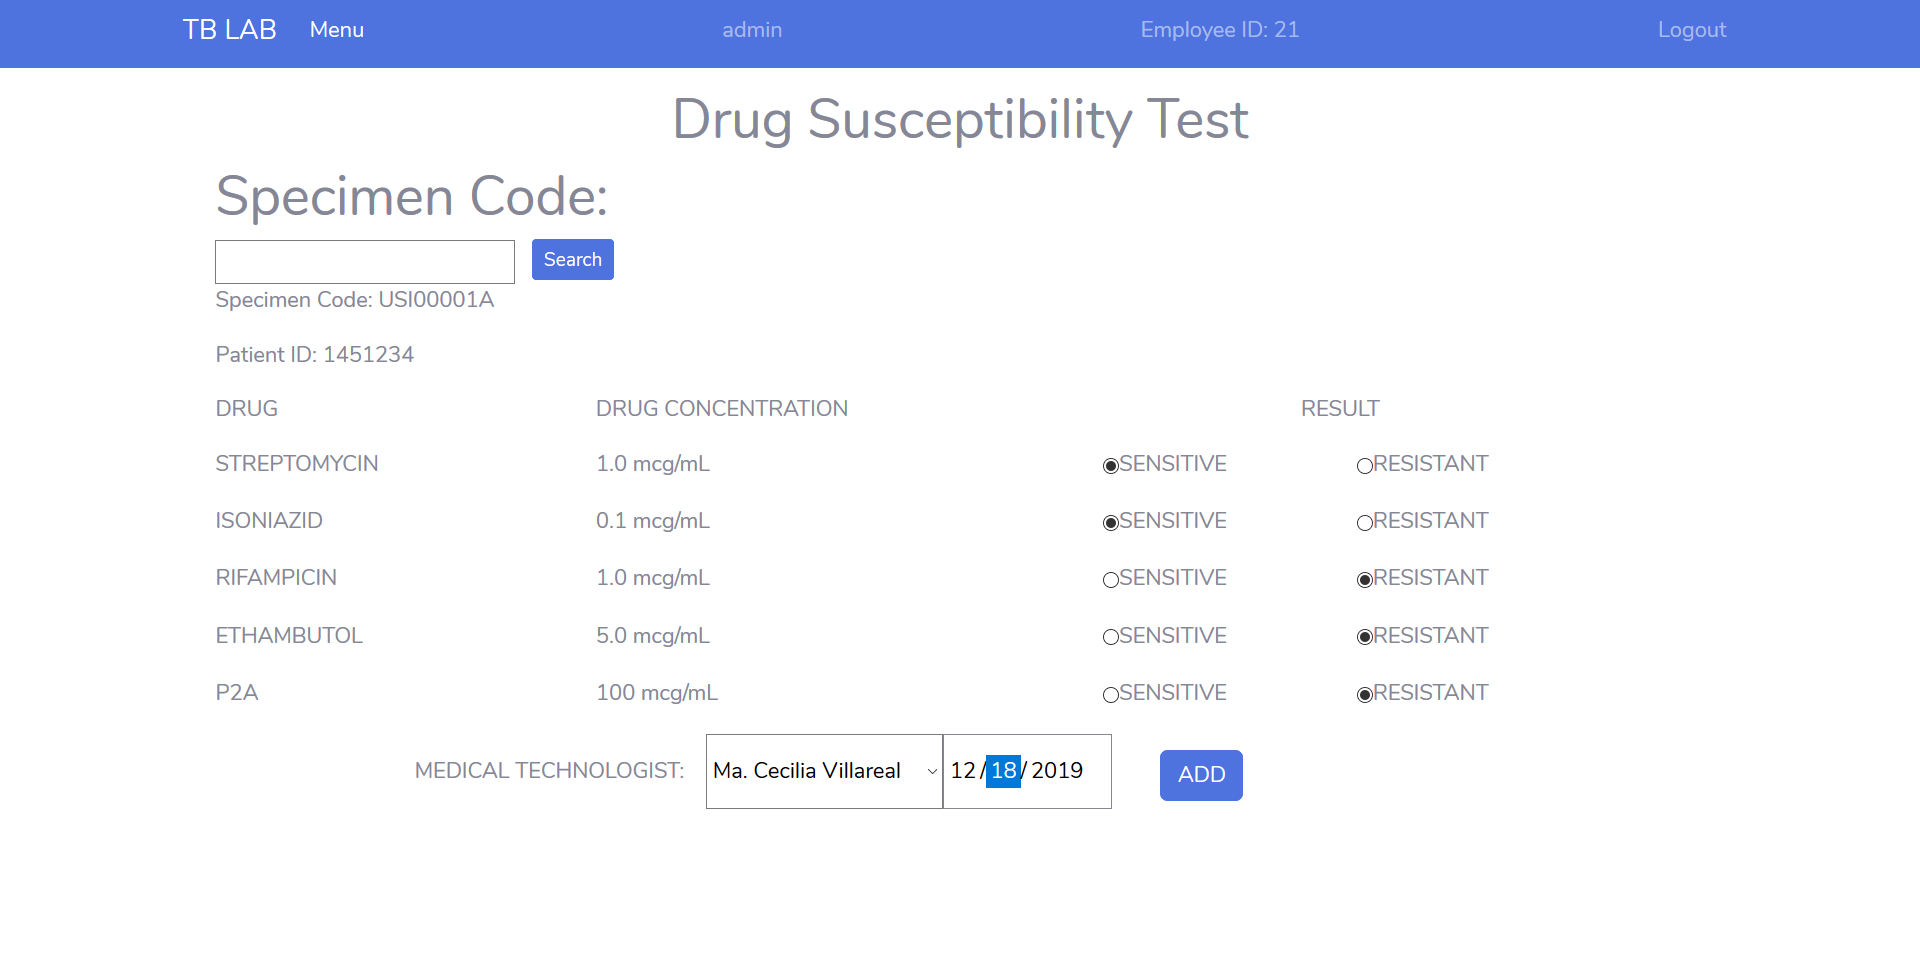 TB LAB Menu admin Employee ID: 21 Logout
Drug Susceptibility Test
Specimen Code:
Search
Specimen Code: USI00001A
Patient ID: 1451234
DRUG DRUG CONCENTRATION RESULT
STREPTOMYCIN 1.0 mcg/mL SENSITIVE RESISTANT
ISONIAZID 0.1 mcg/mL SENSITIVE RESISTANT
RIFAMPICIN 1.0 mcg/mL SENSITIVE RESISTANT
ETHAMBUTOL 5.0 mcg/mL SENSITIVE RESISTANT
P2A 100 mcg/mL SENSITIVE RESISTANT
MEDICAL TECHNOLOGIST: Ma. Cecilia Villareal 12/18/2019 ADD